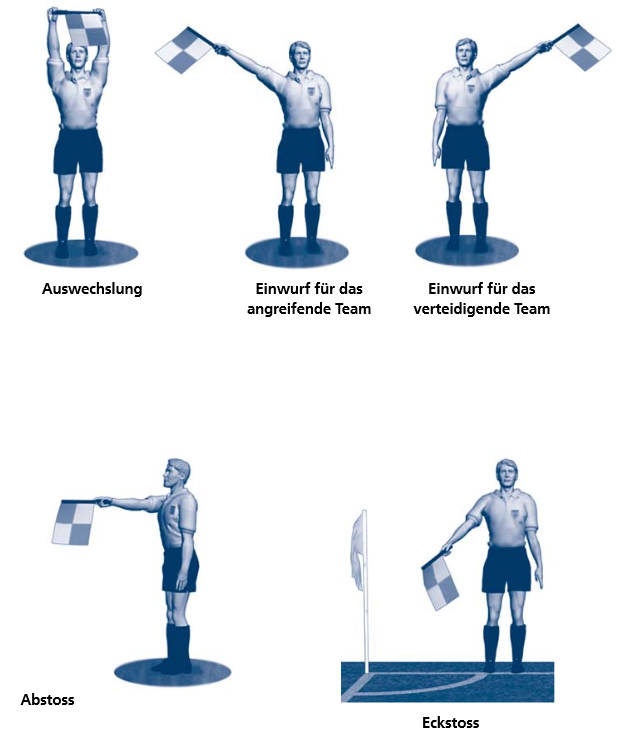 Auswechslung
Einwurf für das
angreifende Team
Einwurf für das
verteidigende Team
Abstoss
Eckstoss